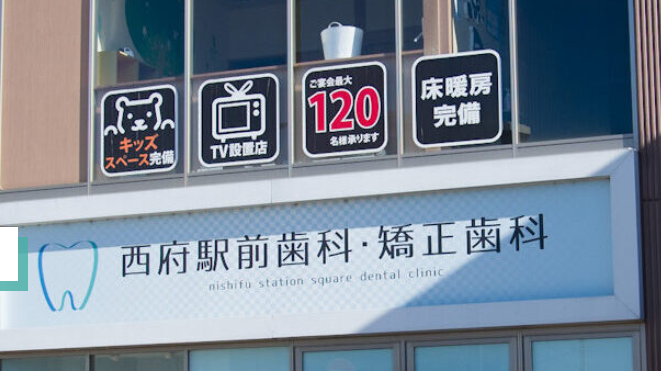 キッズ
スペース完備
TV設置店
ご宴会最大
120
名様承ります
床暖房
完備
西府駅前歯科・矯正歯科
nishifu station square dental clinic